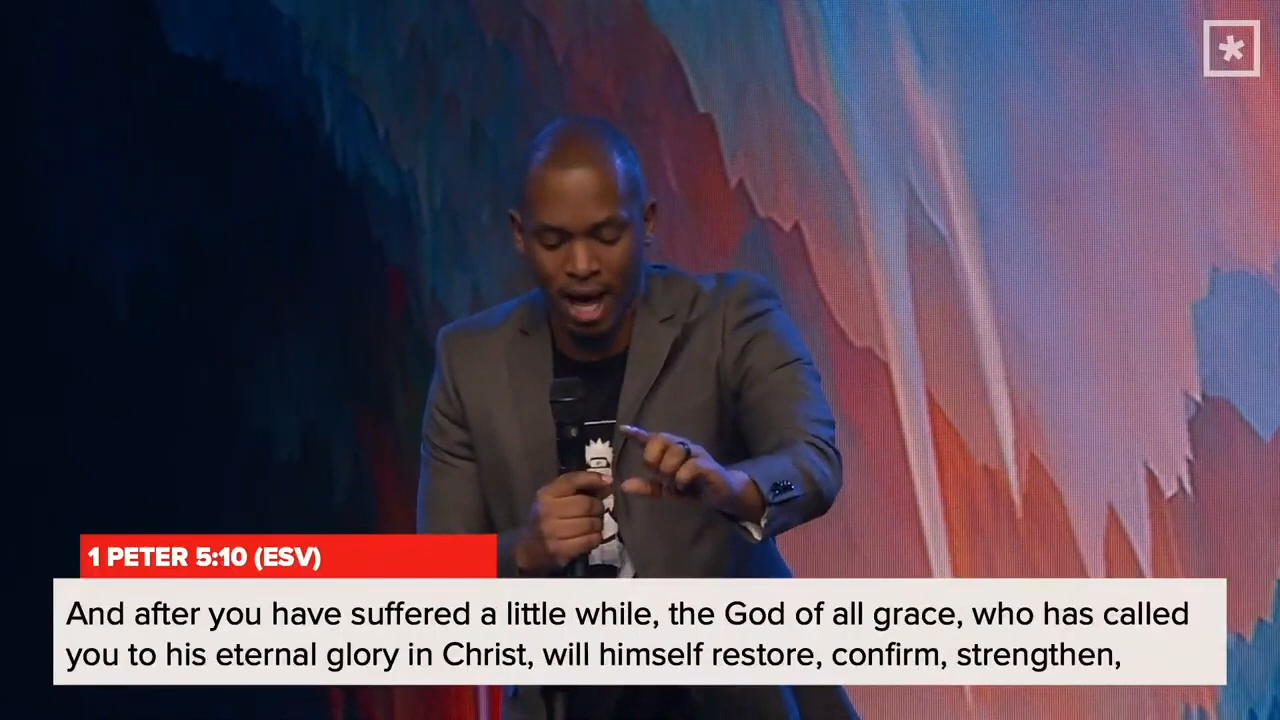 1 PETER 5:10 (ESV)
And after you have suffered a little while, the God of all grace, who has called
you to his eternal glory in Christ, will himself restore, confirm, strengthen,